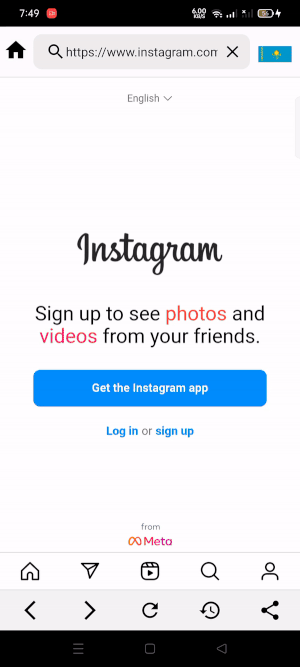 7:49
6.00
KB/S
https://www.instagram.com
English
Instagram
Sign up to see photos and
videos from your friends.
Get the Instagram app
Log in or sign up
from
Meta